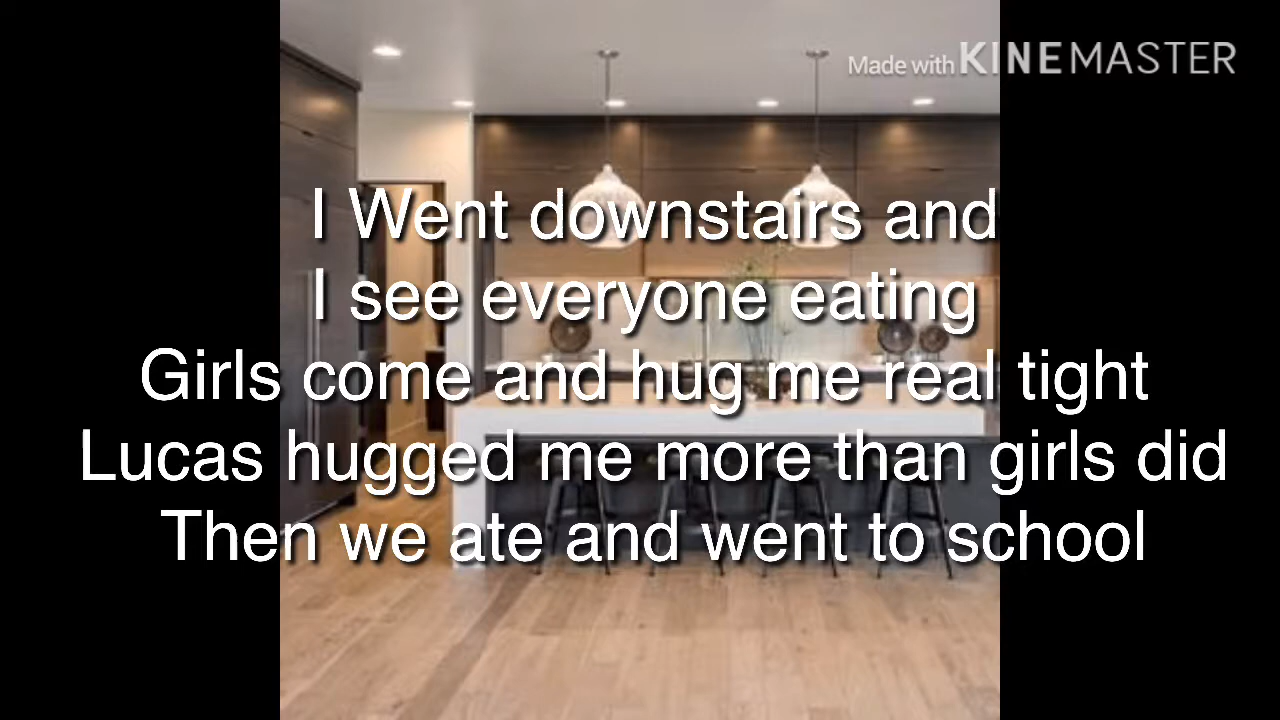 Made with KINEMASTER
I Went downstairs and
I see everyone eating
Girls come and hug me real tight
Lucas hugged me more than girls did
Then we ate and went to school